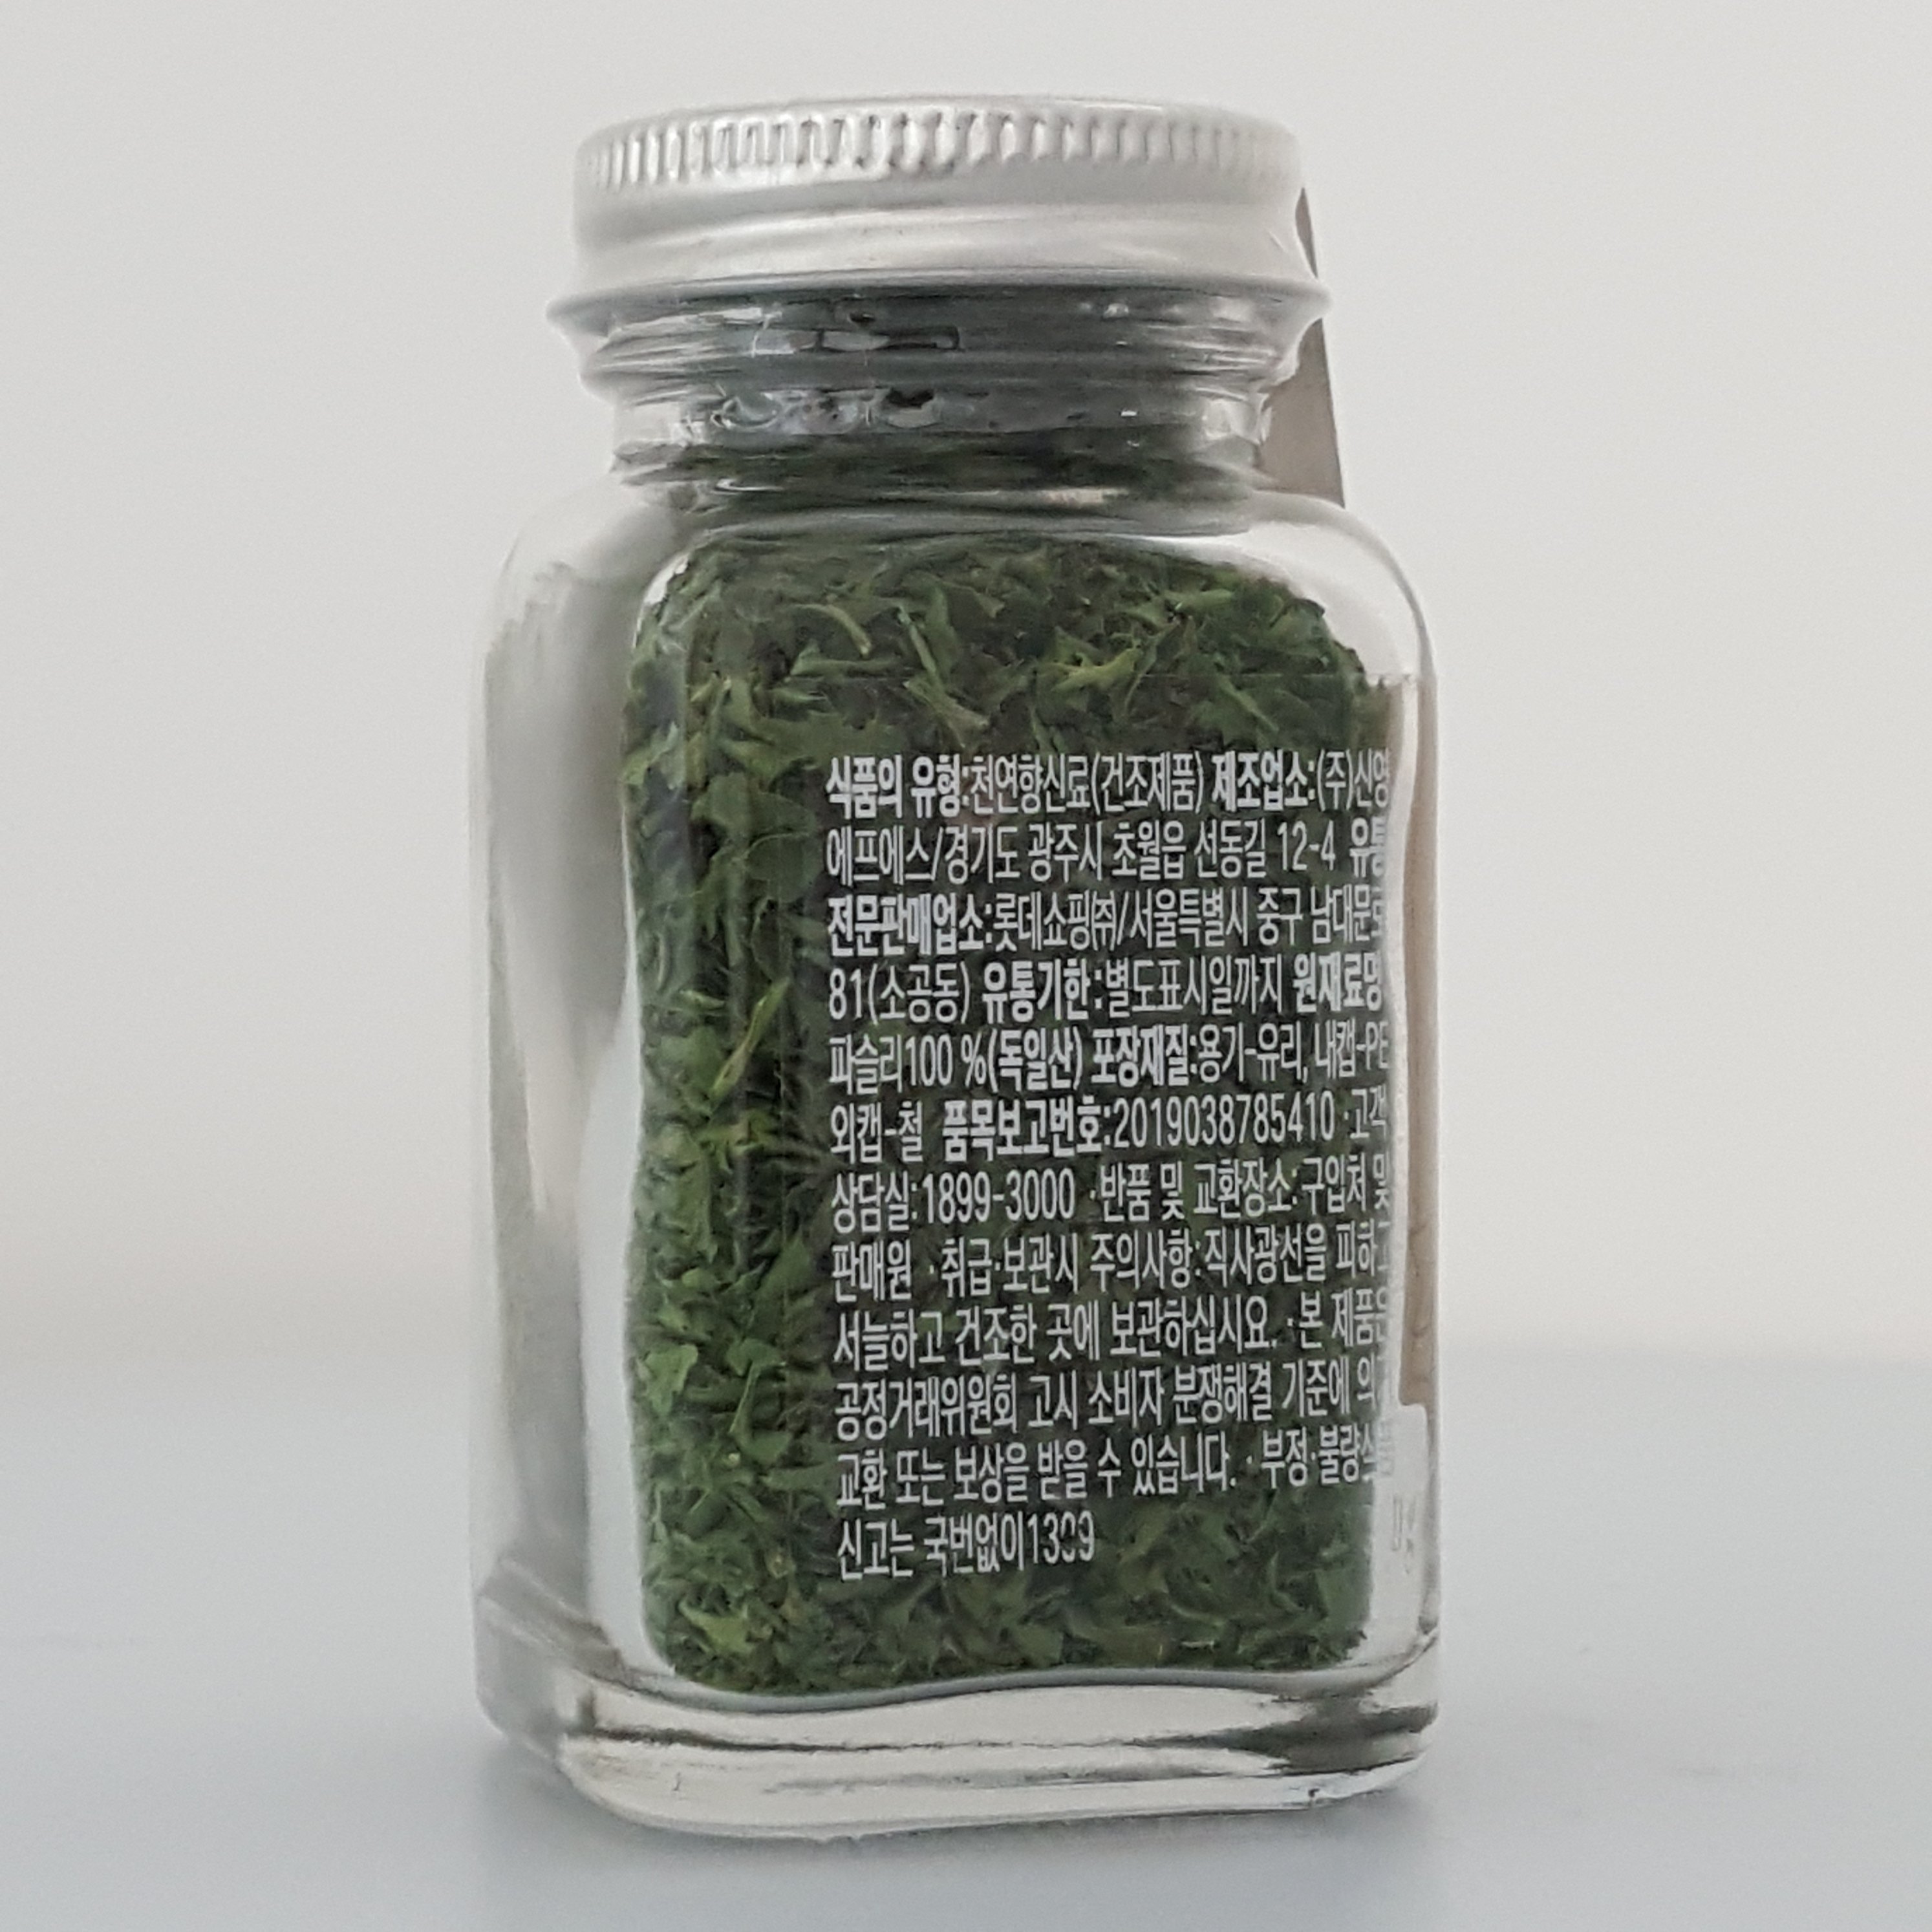 식품의 유형:천연향신료(건조제품) 제조업소:(주)신영
에프에스/경기도 광주시 초월읍 선동길 12-4 유통
전문판매업소:롯데쇼핑㈜/서울특별시 중구 남대문로
81(소공동) 유통기한:별도표시일까지 원재료명
파슬리100 %(독일산) 포장재질:용기-유리, 내캡-PE
외캡-철 품목보고번호:2019038785410 ·고객
상담실:1899-3000 ·반품 및 교환장소:구입처 및
판매원 ·취급·보관시 주의사항:직사광선을 피하고
서늘하고 건조한 곳에 보관하십시요. ·본 제품은
공정거래위원회 고시 소비자 분쟁해결 기준에
교환 또는 보상을 받을 수 있습니다. ·부정·불량식품
신고는 국번없이1399